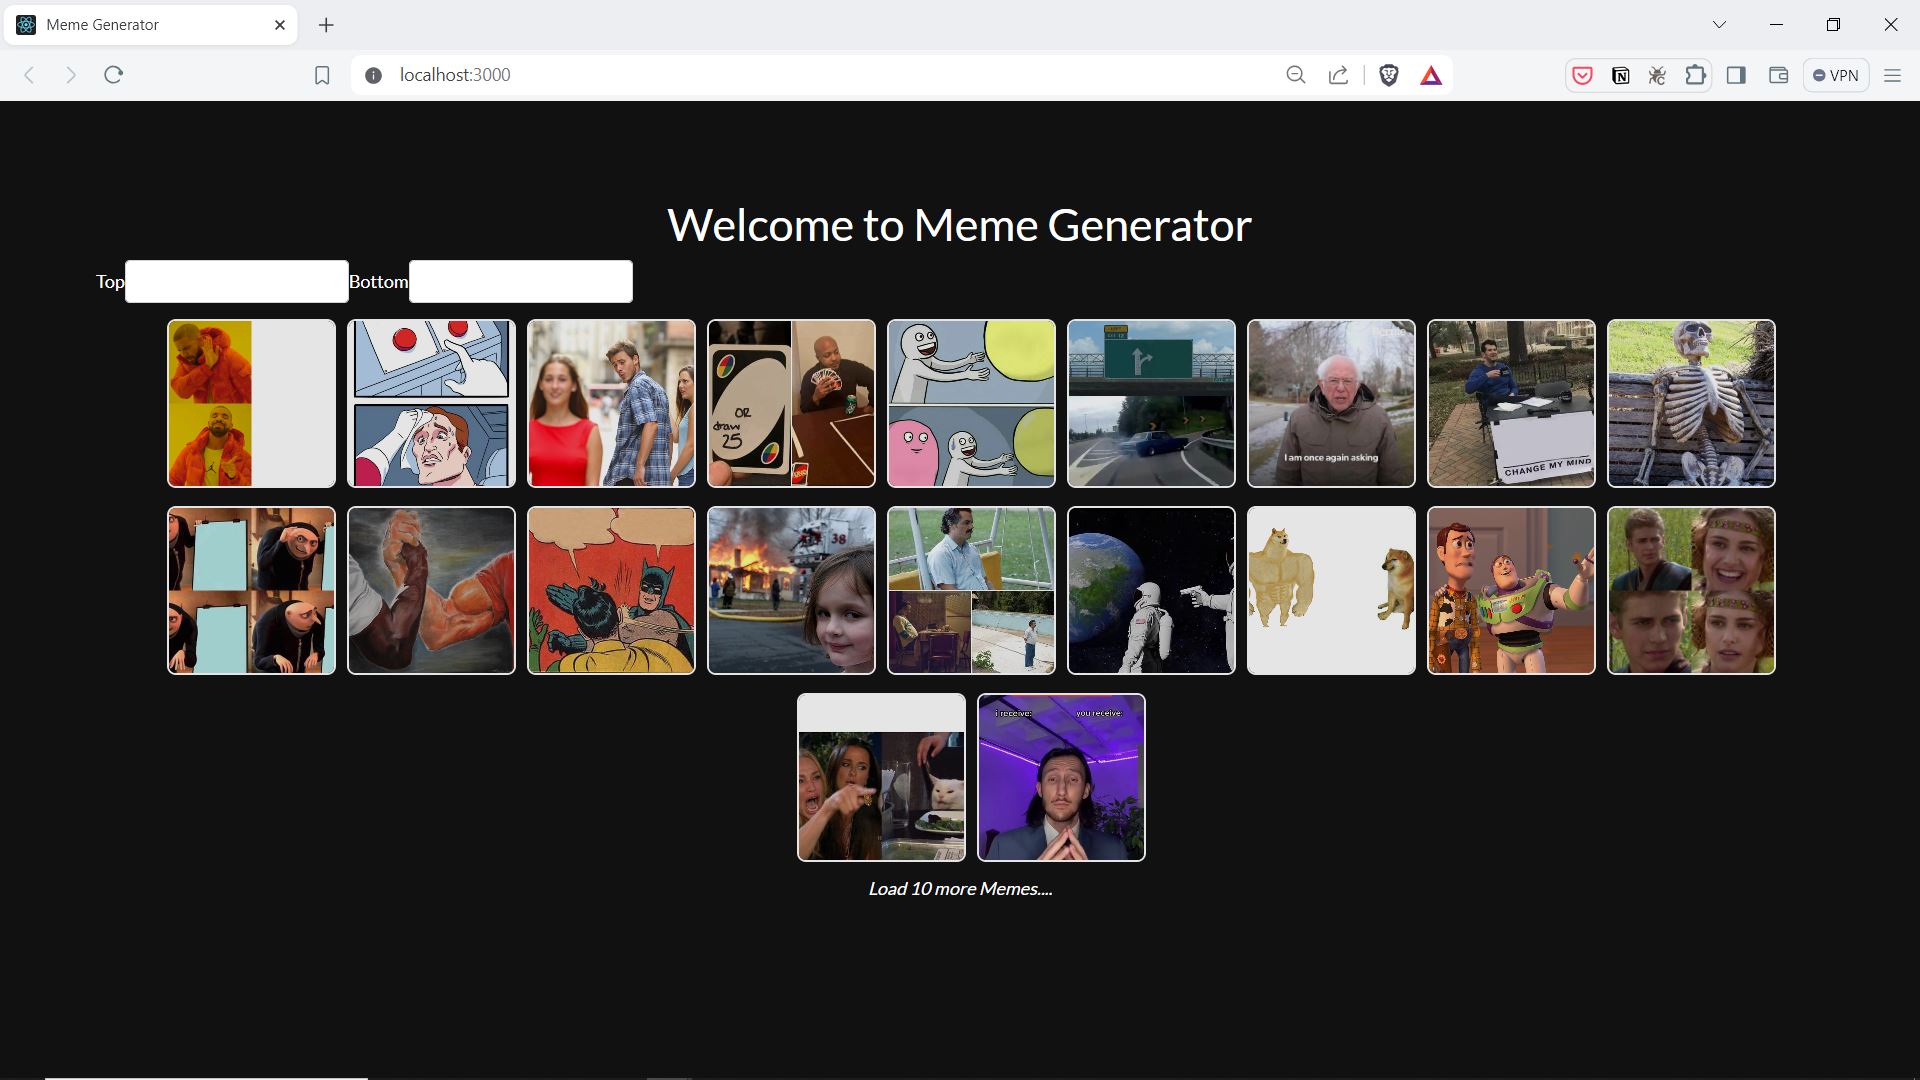 Meme Generator
localhost:3000
VPN
Welcome to Meme Generator
Top
Bottom
OR
draw
25
I am once again asking
CHANGE MY MIND
38
i receive:
you receive:
Load 10 more Memes....